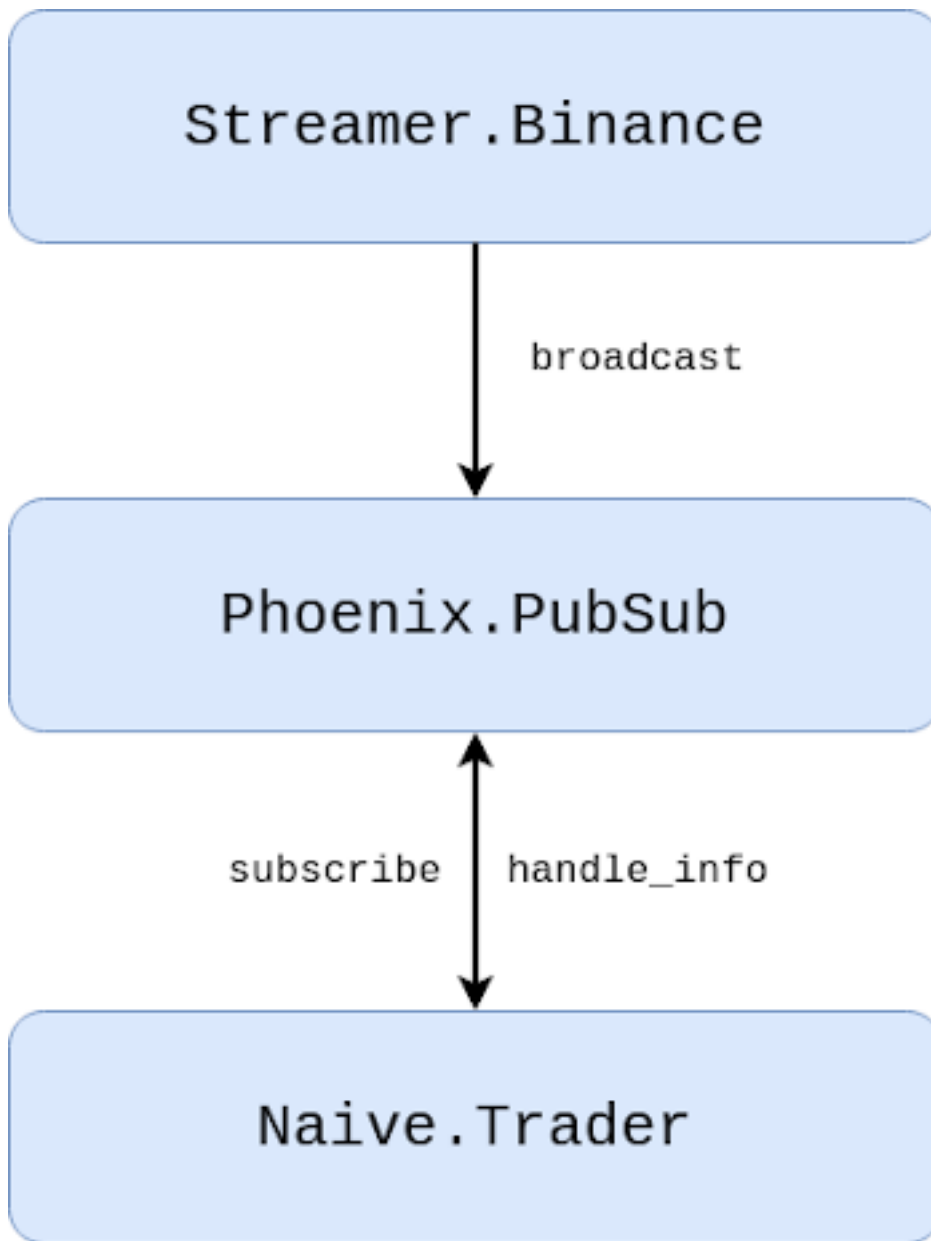 Streamer.Binance
broadcast
Phoenix.PubSub
subscribe handle_info
Naive.Trader